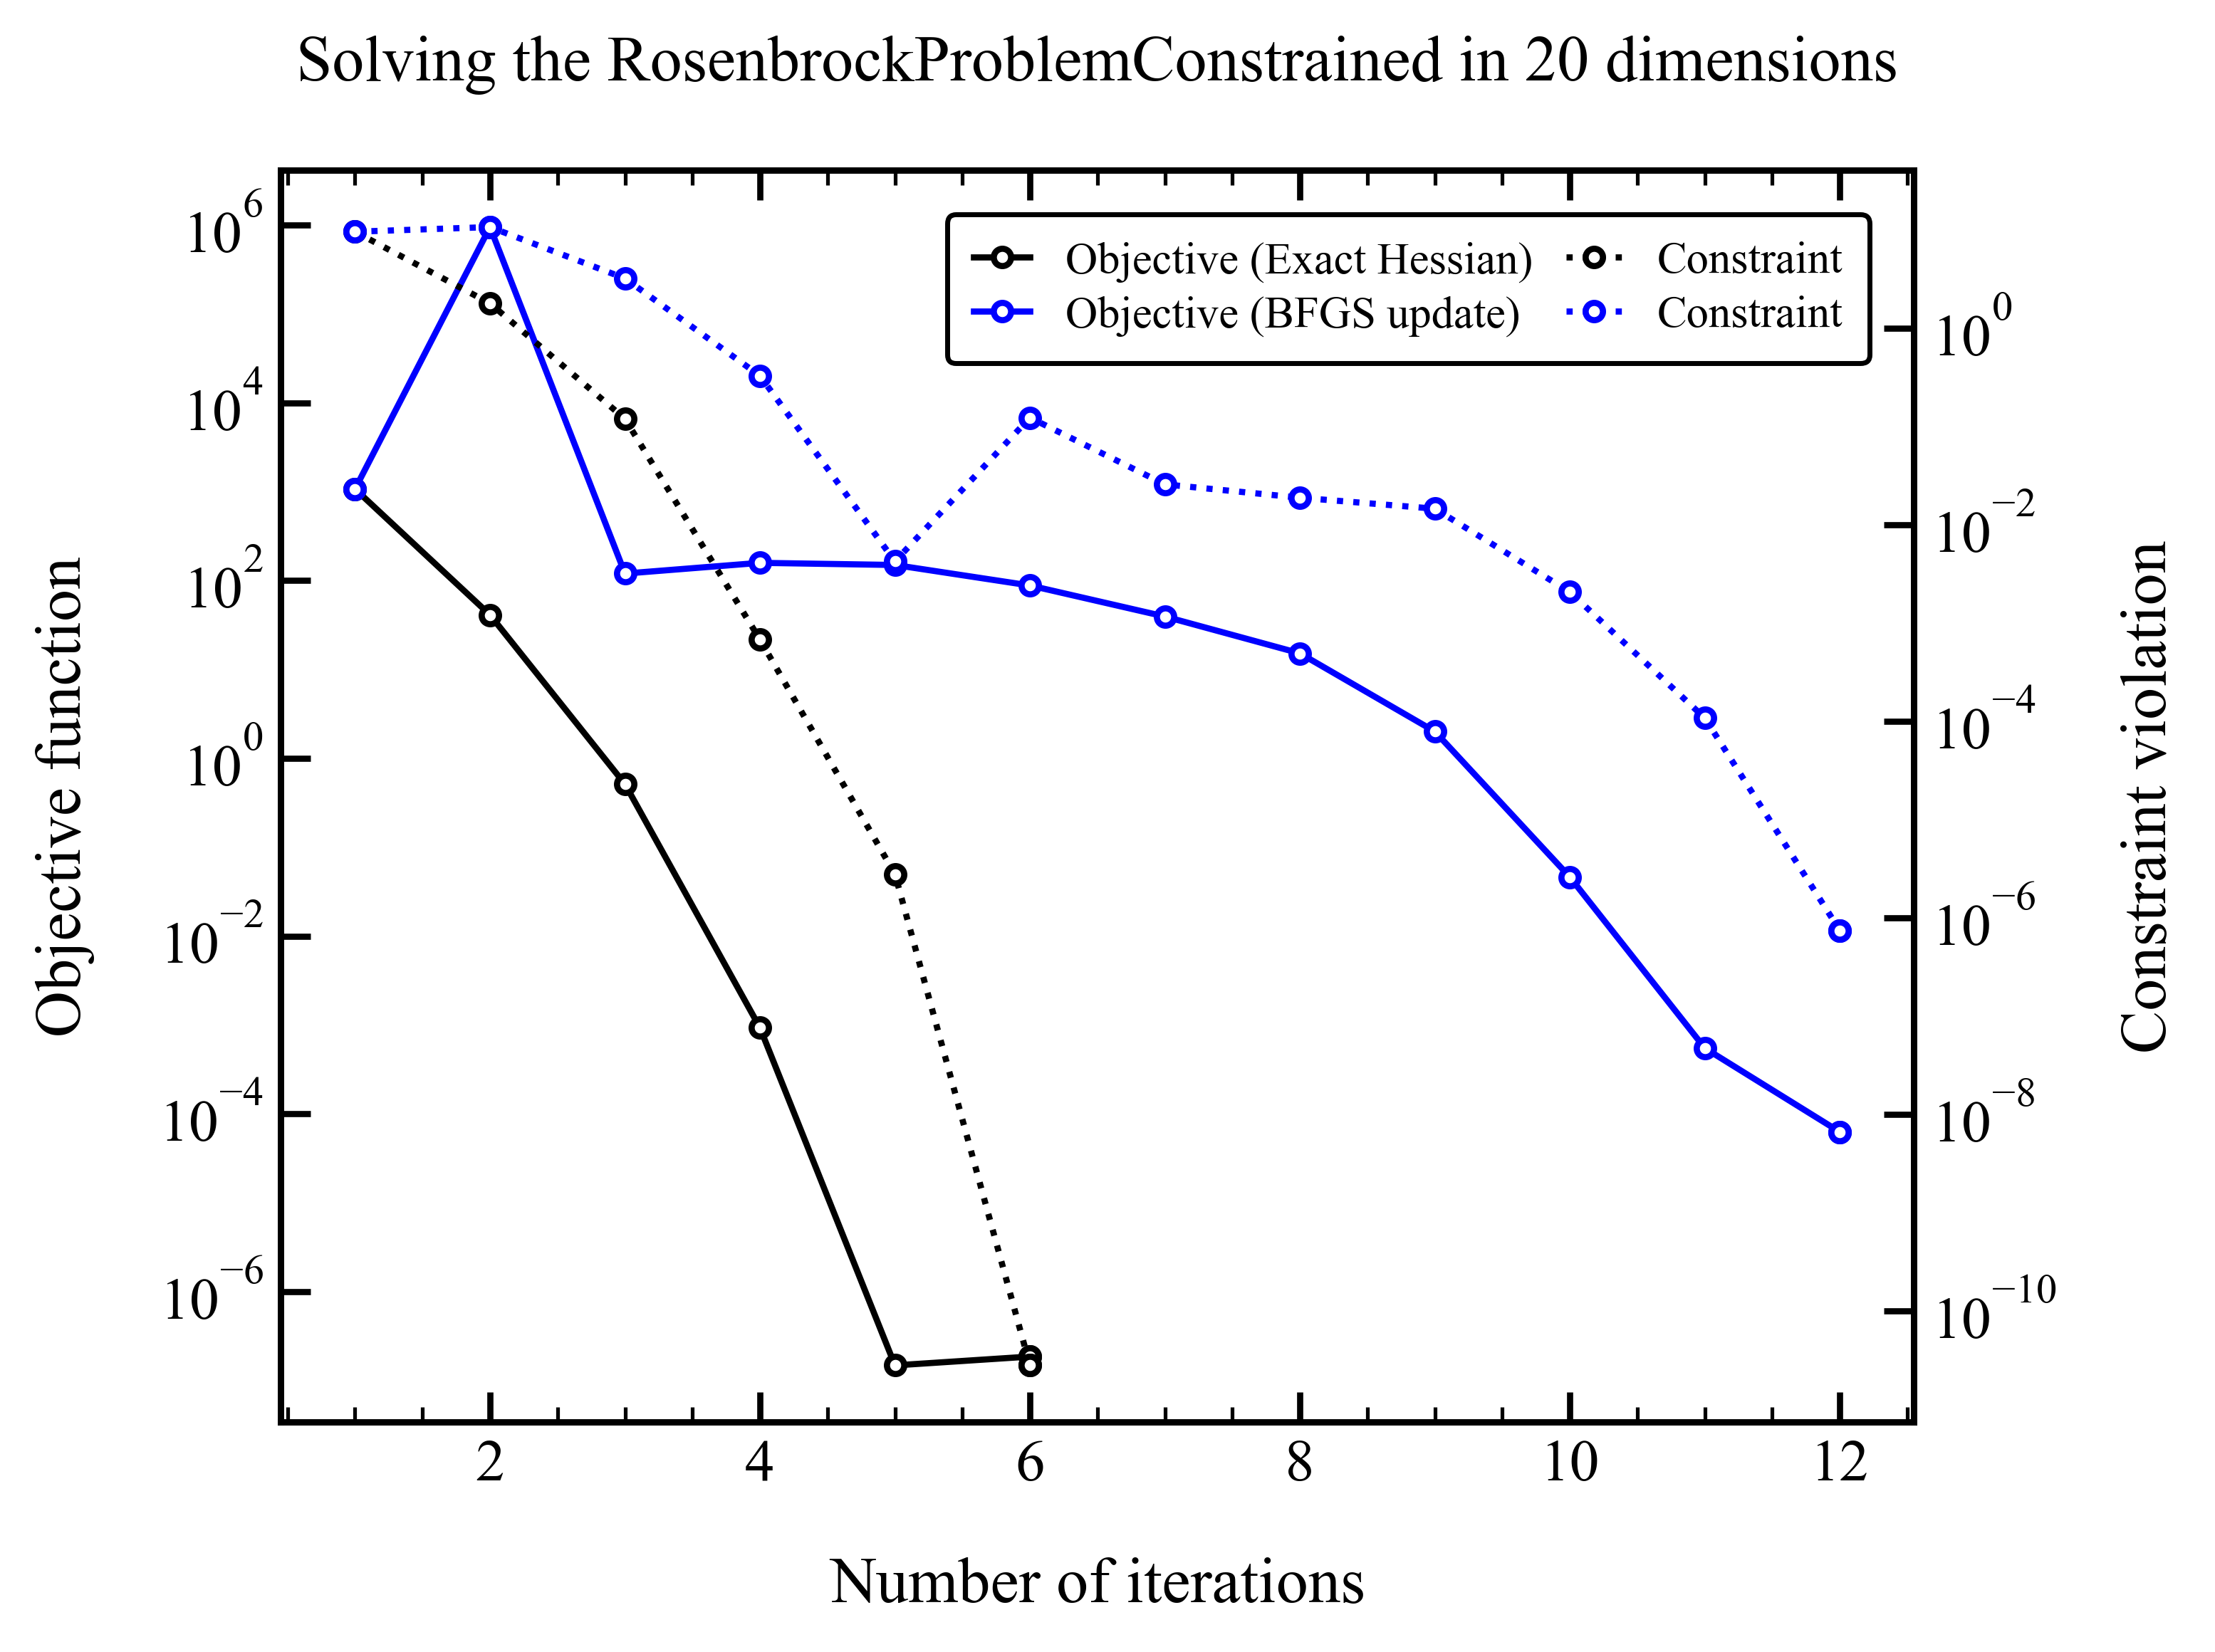 Solving the RosenbrockProblemConstrained in 20 dimensions
Objective (Exact Hessian)
Constraint
Objective (BFGS update)
Constraint
Objective function
10^6
10^4
10^2
10^0
10^−2
10^−4
10^−6
10^0
10^−2
10^−4
10^−6
10^−8
10^−10
Constraint violation
2 4 6 8 10 12
Number of iterations